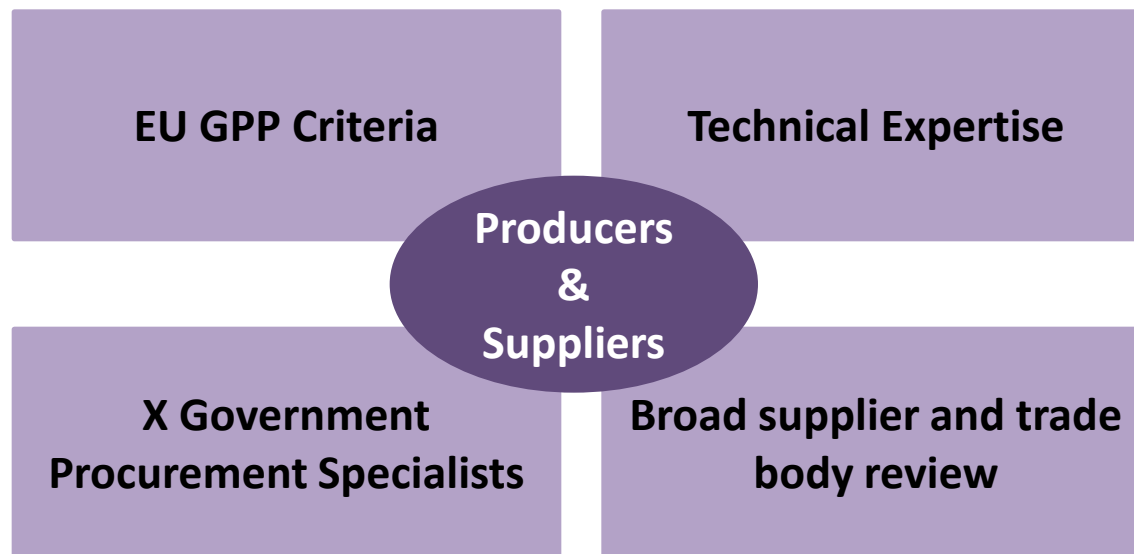 EU GPP Criteria
Technical Expertise
Producers
&
Suppliers
X Government
Procurement Specialists
Broad supplier and trade
body review